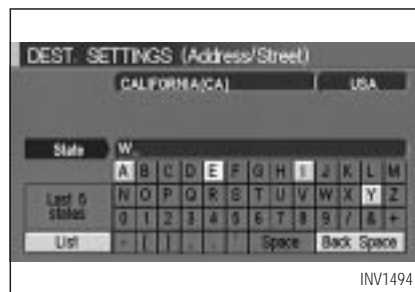 DEST. SETTINGS (Address/Street)
CALIFORNIA(CA) USA
State W_
A B C D E F G H I J K L M
Last 5 states
N O P Q R S T U V W X Y Z
0 1 2 3 4 5 6 7 8 9 / & +
List - ( ) . , ' Space Back Space
INV1494